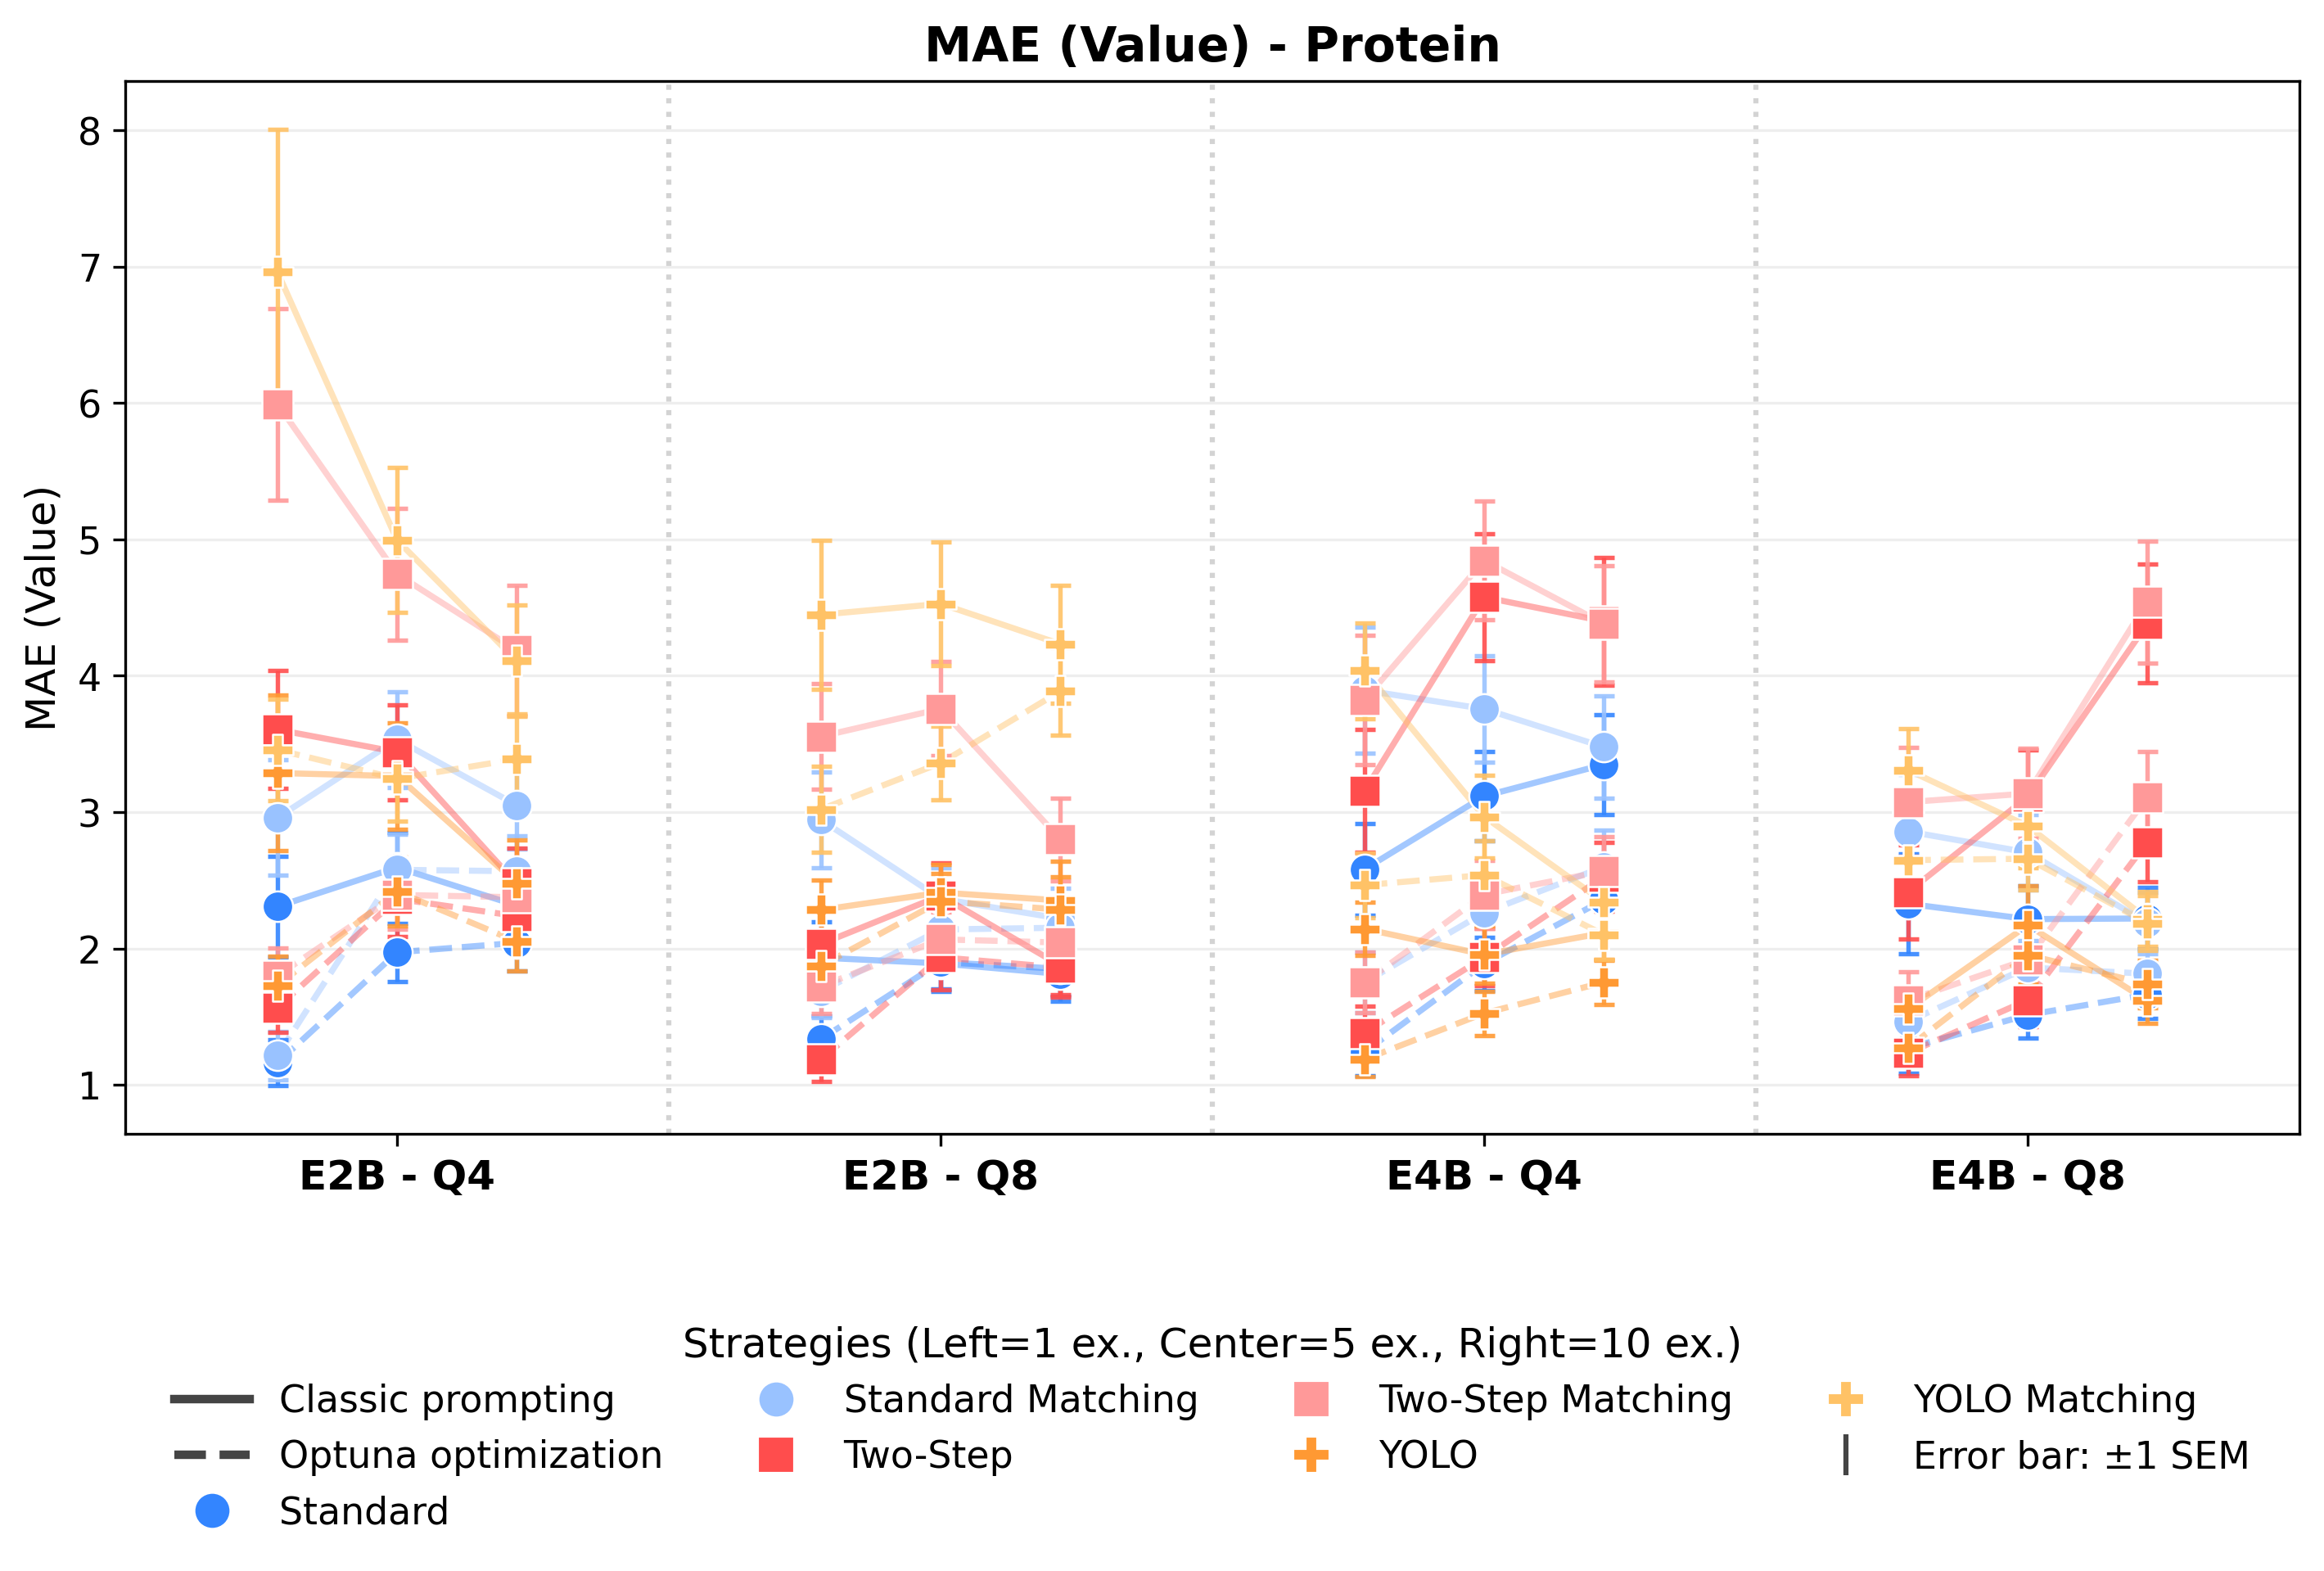 MAE (Value) - Protein
MAE (Value)
8
7
6
5
4
3
2
1
E2B - Q4
E2B - Q8
E4B - Q4
E4B - Q8
Strategies (Left=1 ex., Center=5 ex., Right=10 ex.)
Classic prompting
Optuna optimization
Standard
Standard Matching
Two-Step
Two-Step Matching
YOLO
YOLO Matching
Error bar: ±1 SEM